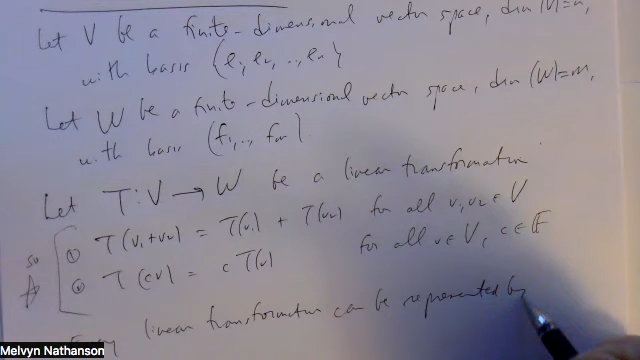 Let V be a finite-dimensional vector space, dim(V)=n,
with basis {e1, e2, .., en}
Let W be a finite-dimensional vector space, dim(W)=m,
with basis {f1, .., fm}
Let T: V → W be a linear transformation
so
① T(v1+v2) = T(v1) + T(v2) for all v1, v2 ∈ V
② T(cv) = c T(v) for all v ∈ V, c ∈ F
linear transformation can be represented by
Melvyn Nathanson